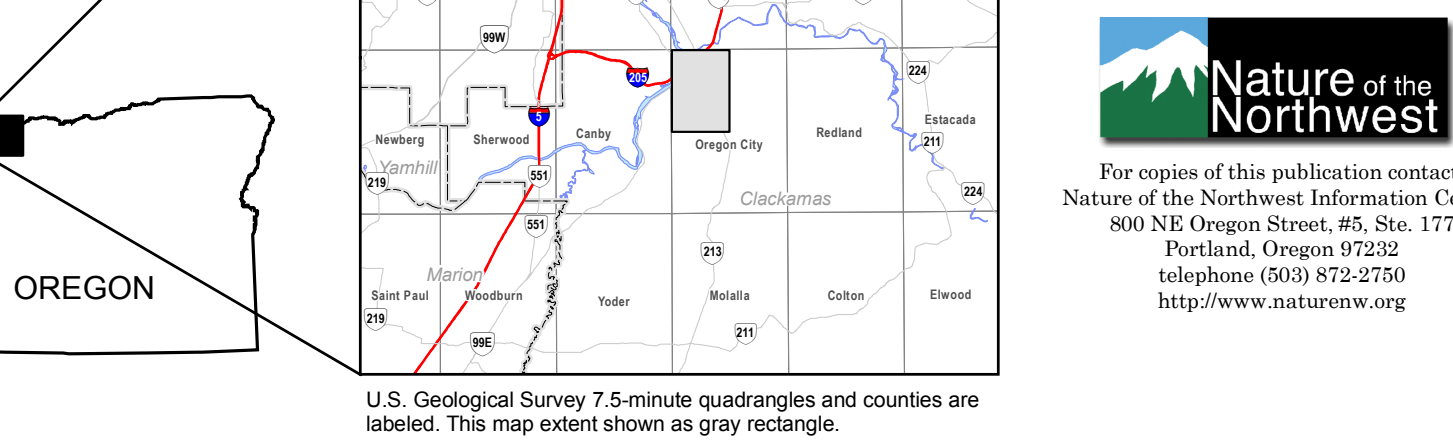 99W
205
224
5
Newberg
Sherwood
Canby
Oregon City
Redland
Estacada
211
Yamhill
219
551
Clackamas
224
551
213
Marion
Saint Paul
Woodburn
Yoder
Molalla
Colton
Elwood
219
99E
211
OREGON
U.S. Geological Survey 7.5-minute quadrangles and counties are
labeled. This map extent shown as gray rectangle.
Nature of the
Northwest
For copies of this publication contact
Nature of the Northwest Information
800 NE Oregon Street, #5, Ste. 177
Portland, Oregon 97232
telephone (503) 872-2750
http://www.naturenw.org